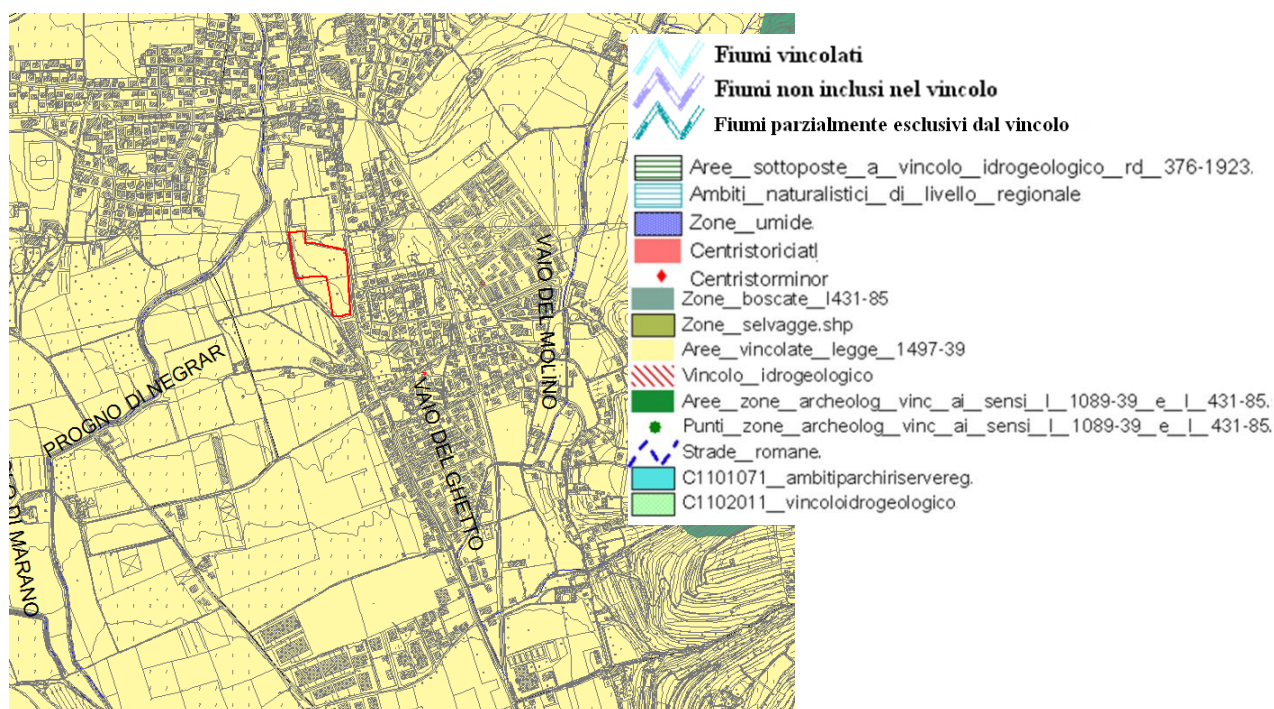 Fiumi vincolati
Fiumi non inclusi nel vincolo
Fiumi parzialmente esclusivi dal vincolo
Aree__sottoposte__a__vincolo__idrogeologico__rd__376-1923.
Ambiti__naturalistici__di__livello__regionale
Zone__umide.
Centristoriciatl
Centristorminor
Zone__boscate__l431-85
Zone__selvagge.shp
Aree__vincolate__legge__1497-39
Vincolo__idrogeologico
Aree__zone__archeolog__vinc__ai__sensi__l__1089-39__e__l__431-85.
Punti__zone__archeolog__vinc__ai__sensi__l__1089-39__e__l__431-85.
Strade__romane.
C1101071__ambitiparchiriservereg.
C1102011__vincoloidrogeologico
VAIO DEL MOLINO
PROGNO DI NEGRAR
VAIO DEL GHETTO
DI MARANO